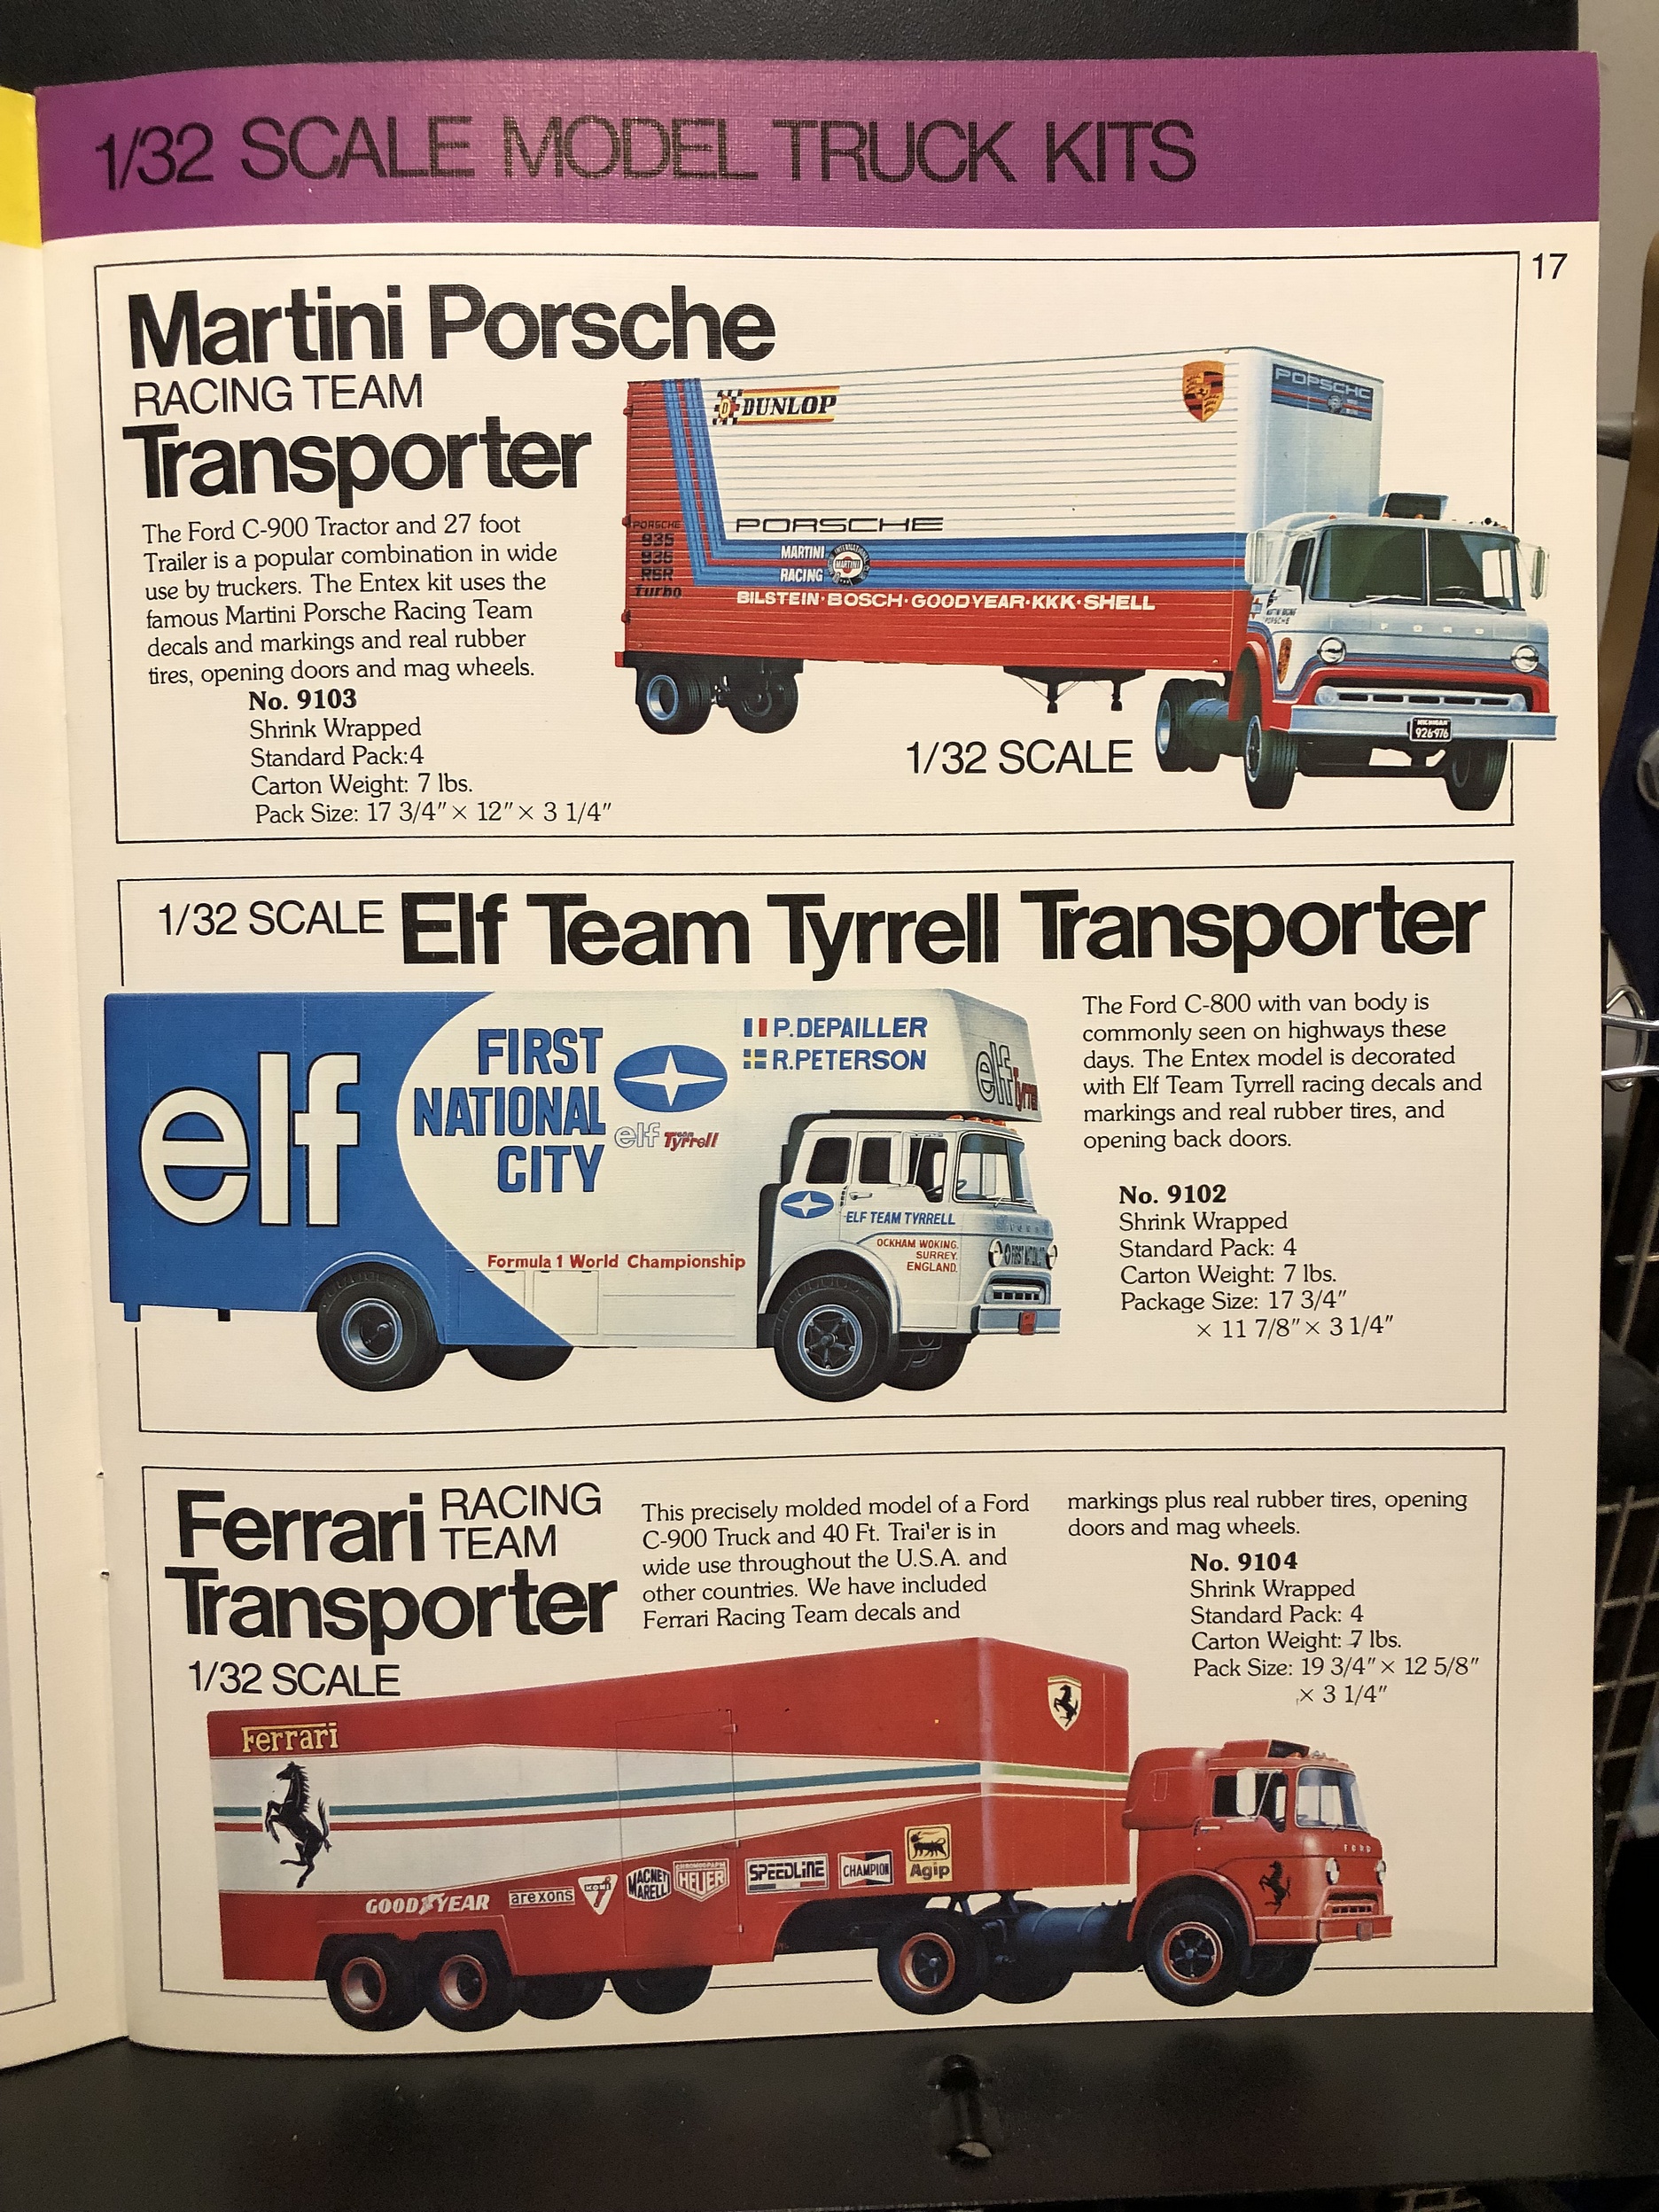 1/32 SCALE MODEL TRUCK KITS
17
Martini Porsche
RACING TEAM
Transporter
The Ford C-900 Tractor and 27 foot
Trailer is a popular combination in wide
use by truckers. The Entex kit uses the
famous Martini Porsche Racing Team
decals and markings and real rubber
tires, opening doors and mag wheels.
No. 9103
Shrink Wrapped
Standard Pack:4
Carton Weight: 7 lbs.
Pack Size: 17 3/4" × 12" × 3 1/4"
DUNLOP
PORSCHE
PORSCHE
PORSCHE
935
936
RSR
turbo
MARTINI
RACING
MARTINI
BILSTEIN·BOSCH·GOODYEAR·KKK·SHELL
FORD
MICHIGAN
926•976
1/32 SCALE
1/32 SCALE Elf Team Tyrrell Transporter
elf
FIRST
NATIONAL
CITY
P.DEPAILLER
R.PETERSON
elf Team Tyrrell
elf
ELF TEAM TYRRELL
OCKHAM WOKING.
SURREY.
ENGLAND.
Formula 1 World Championship
The Ford C-800 with van body is
commonly seen on highways these
days. The Entex model is decorated
with Elf Team Tyrrell racing decals and
markings and real rubber tires, and
opening back doors.
No. 9102
Shrink Wrapped
Standard Pack: 4
Carton Weight: 7 lbs.
Package Size: 17 3/4"
× 11 7/8" × 3 1/4"
Ferrari RACING
TEAM
Transporter
1/32 SCALE
This precisely molded model of a Ford
C-900 Truck and 40 Ft. Trai'er is in
wide use throughout the U.S.A. and
other countries. We have included
Ferrari Racing Team decals and
markings plus real rubber tires, opening
doors and mag wheels.
No. 9104
Shrink Wrapped
Standard Pack: 4
Carton Weight: 7 lbs.
Pack Size: 19 3/4" × 12 5/8"
× 3 1/4"
Ferrari
GOODYEAR
arexons
KONI
MAGNETI
MARELLI
HEUER
SPEEDLINE
CHAMPION
Agip
FORD